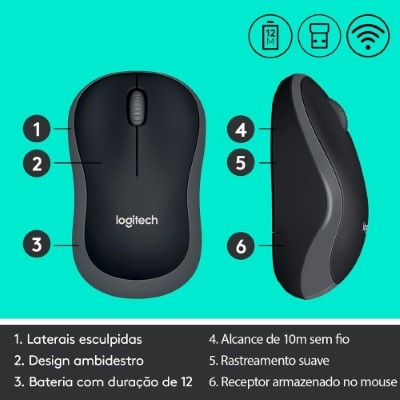 12
M
1
2
3
logitech
4
5
6
1. Laterais esculpidas
2. Design ambidestro
3. Bateria com duração de 12
4. Alcance de 10m sem fio
5. Rastreamento suave
6. Receptor armazenado no mouse